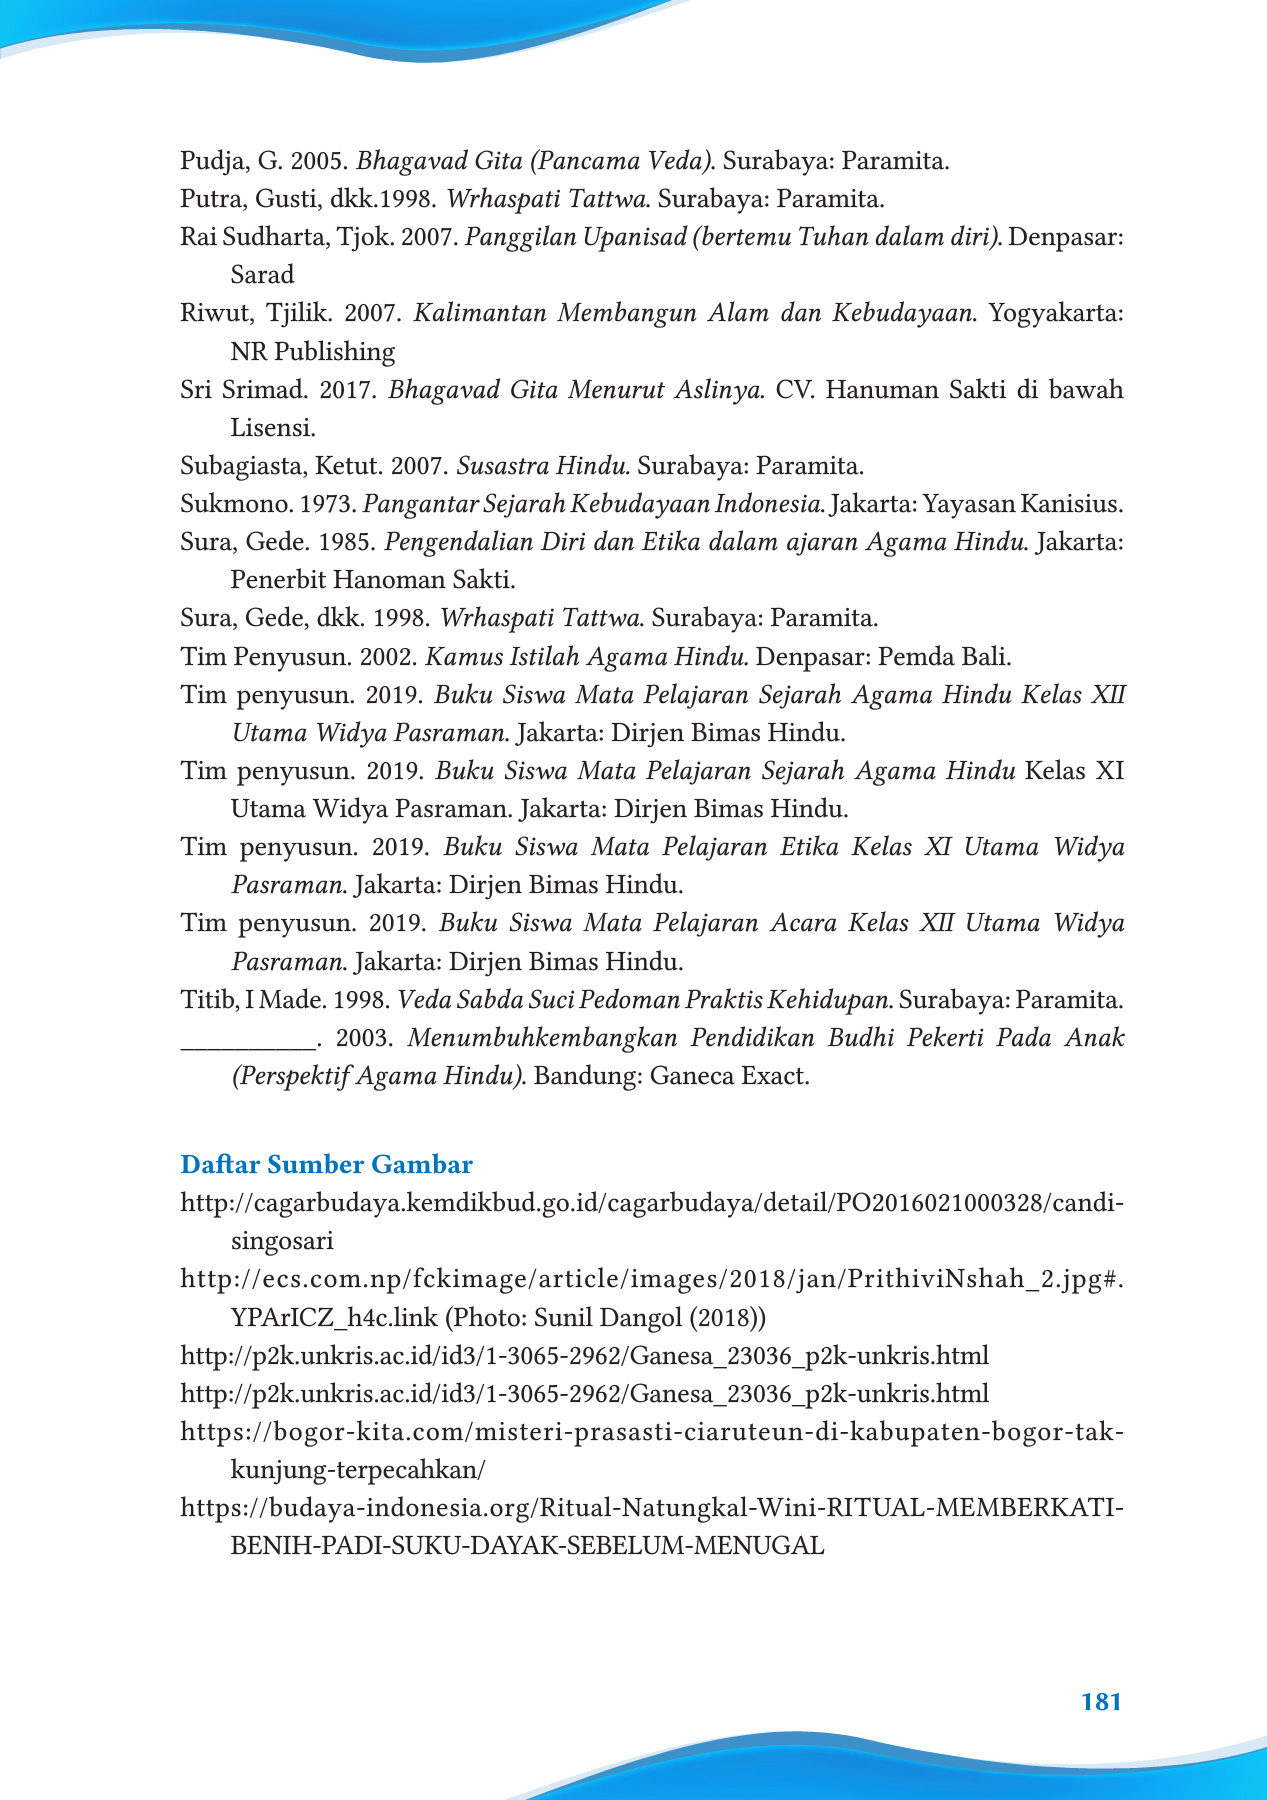 Pudja, G. 2005. Bhagavad Gita (Pancama Veda). Surabaya: Paramita.
Putra, Gusti, dkk.1998. Wrhaspati Tattwa. Surabaya: Paramita.
Rai Sudharta, Tjok. 2007. Panggilan Upanisad (bertemu Tuhan dalam diri). Denpasar:
Sarad
Riwut, Tjilik. 2007. Kalimantan Membangun Alam dan Kebudayaan. Yogyakarta:
NR Publishing
Sri Srimad. 2017. Bhagavad Gita Menurut Aslinya. CV. Hanuman Sakti di bawah
Lisensi.
Subagiasta, Ketut. 2007. Susastra Hindu. Surabaya: Paramita.
Sukmono. 1973. Pangantar Sejarah Kebudayaan Indonesia. Jakarta: Yayasan Kanisius.
Sura, Gede. 1985. Pengendalian Diri dan Etika dalam ajaran Agama Hindu. Jakarta:
Penerbit Hanoman Sakti.
Sura, Gede, dkk. 1998. Wrhaspati Tattwa. Surabaya: Paramita.
Tim Penyusun. 2002. Kamus Istilah Agama Hindu. Denpasar: Pemda Bali.
Tim penyusun. 2019. Buku Siswa Mata Pelajaran Sejarah Agama Hindu Kelas XII
Utama Widya Pasraman. Jakarta: Dirjen Bimas Hindu.
Tim penyusun. 2019. Buku Siswa Mata Pelajaran Sejarah Agama Hindu Kelas XI
Utama Widya Pasraman. Jakarta: Dirjen Bimas Hindu.
Tim penyusun. 2019. Buku Siswa Mata Pelajaran Etika Kelas XI Utama Widya
Pasraman. Jakarta: Dirjen Bimas Hindu.
Tim penyusun. 2019. Buku Siswa Mata Pelajaran Acara Kelas XII Utama Widya
Pasraman. Jakarta: Dirjen Bimas Hindu.
Titib, I Made. 1998. Veda Sabda Suci Pedoman Praktis Kehidupan. Surabaya: Paramita.
__________. 2003. Menumbuhkembangkan Pendidikan Budhi Pekerti Pada Anak
(Perspektif Agama Hindu). Bandung: Ganeca Exact.
Daftar Sumber Gambar
http://cagarbudaya.kemdikbud.go.id/cagarbudaya/detail/PO2016021000328/candi-
singosari
http://ecs.com.np/fckimage/article/images/2018/jan/PrithiviNshah_2.jpg#.
YPArICZ_h4c.link (Photo: Sunil Dangol (2018))
http://p2k.unkris.ac.id/id3/1-3065-2962/Ganesa_23036_p2k-unkris.html
http://p2k.unkris.ac.id/id3/1-3065-2962/Ganesa_23036_p2k-unkris.html
https://bogor-kita.com/misteri-prasasti-ciaruteun-di-kabupaten-bogor-tak-
kunjung-terpecahkan/
https://budaya-indonesia.org/Ritual-Natungkal-Wini-RITUAL-MEMBERKATI-
BENIH-PADI-SUKU-DAYAK-SEBELUM-MENUGAL
181